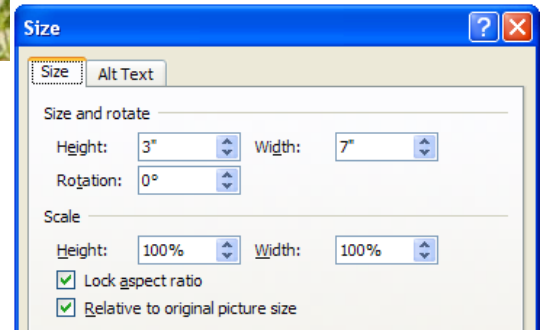 Size
Size Alt Text
Size and rotate
Height: 3" Width: 7"
Rotation: 0°
Scale
Height: 100% Width: 100%
Lock aspect ratio
Relative to original picture size